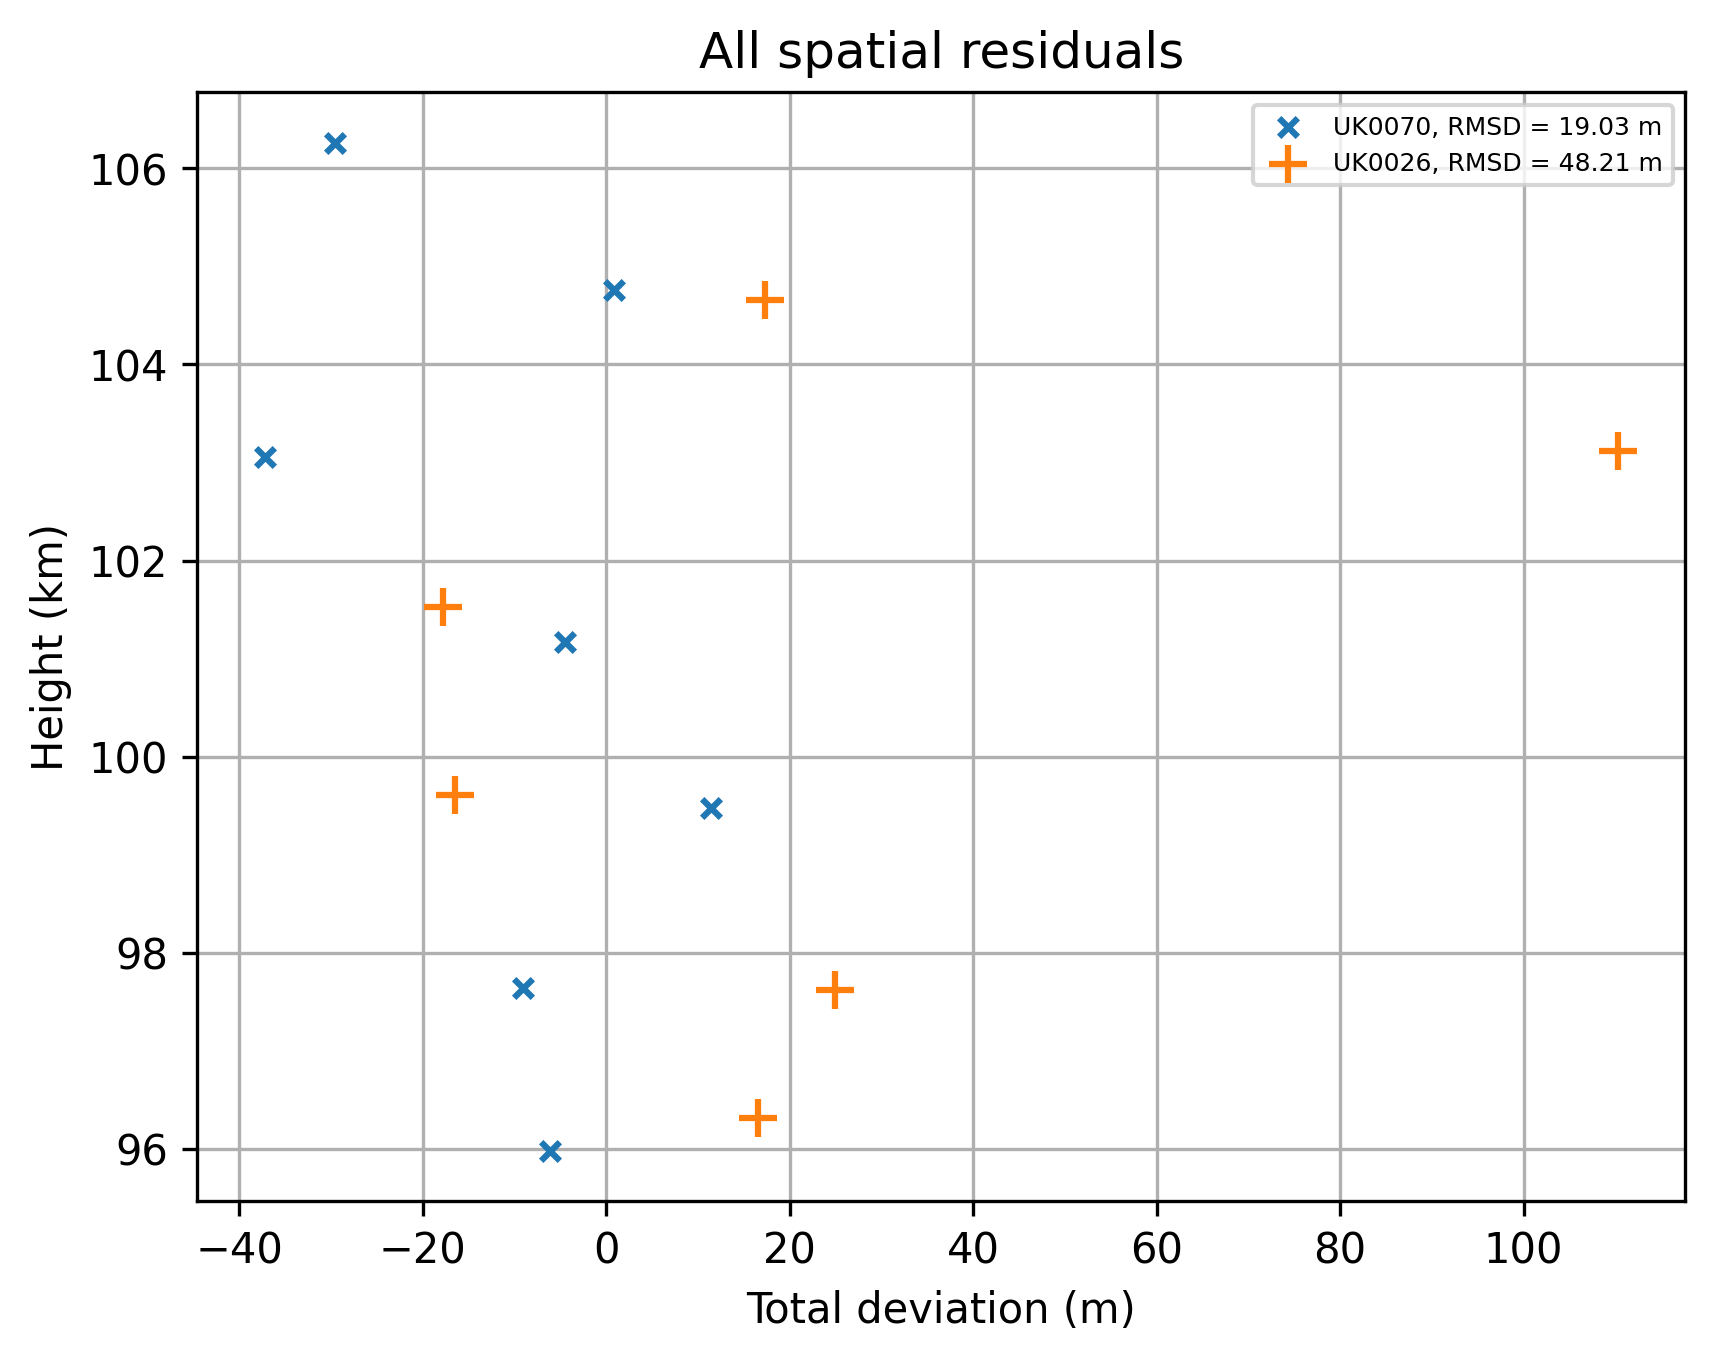 All spatial residuals
UK0070, RMSD = 19.03 m
UK0026, RMSD = 48.21 m
Height (km)
106
104
102
100
98
96
−40 −20 0 20 40 60 80 100
Total deviation (m)